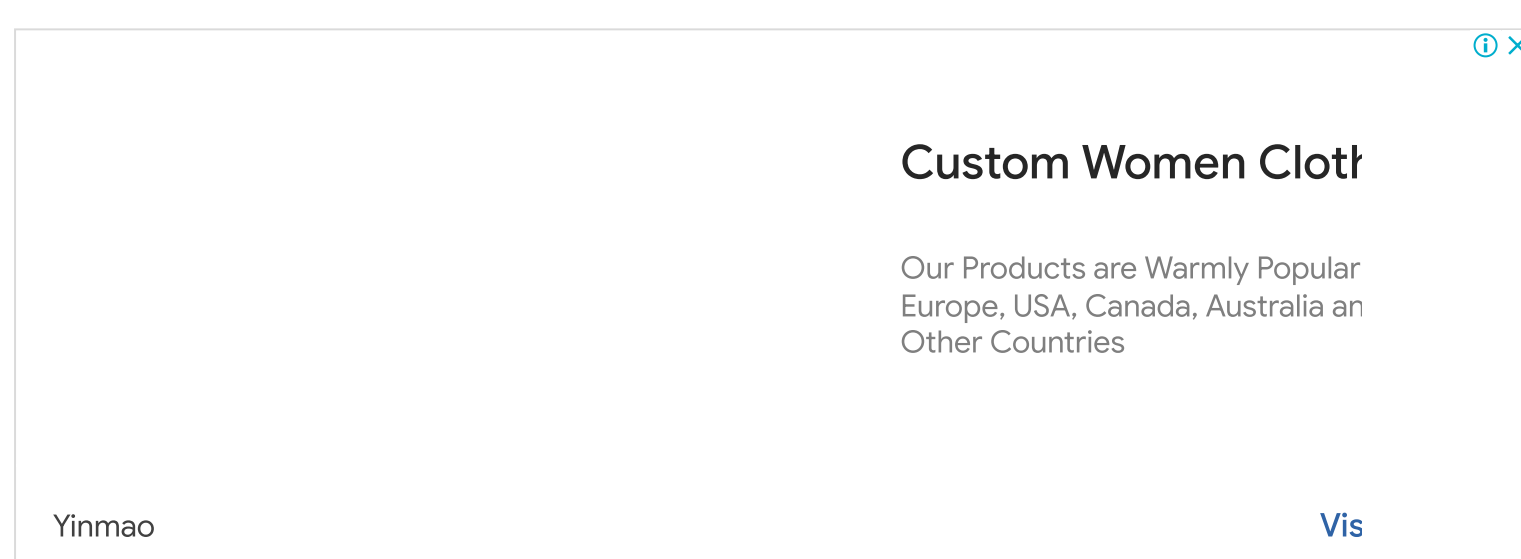 Custom Women Cloth
Our Products are Warmly Popular
Europe, USA, Canada, Australia an
Other Countries
Yinmao
Vis